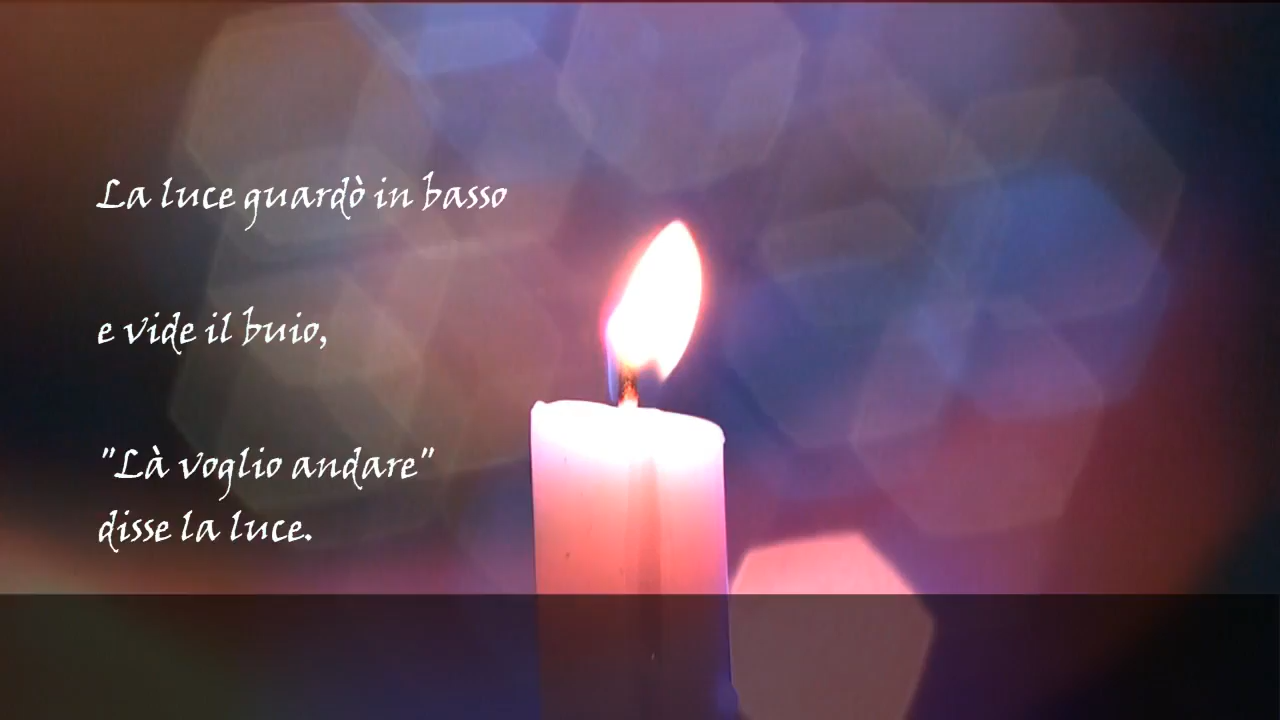 La luce guardò in basso
e vide il buio,
"Là voglio andare"
disse la luce.